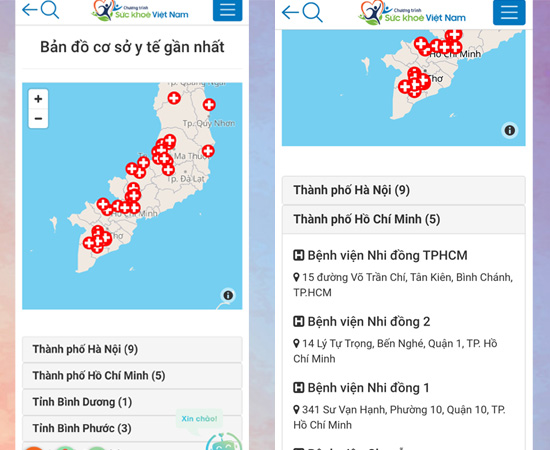 Chương trình
Sức khoẻ Việt Nam
Bản đồ cơ sở y tế gần nhất
+
−
Tp. Quy Nhơn
Ma Thuột
Tp. Đà Lạt
Hồ Chí Minh
Thơ
Thành phố Hà Nội (9)
Thành phố Hồ Chí Minh (5)
Tỉnh Bình Dương (1)
Tỉnh Bình Phước (3)
Xin chào!
Chương trình
Sức khoẻ Việt Nam
Hồ Chí Minh
Thơ
Thành phố Hà Nội (9)
Thành phố Hồ Chí Minh (5)
Bệnh viện Nhi đồng TPHCM
15 đường Võ Trần Chí, Tân Kiên, Bình Chánh,
TP.HCM
Bệnh viện Nhi đồng 2
14 Lý Tự Trọng, Bến Nghé, Quận 1, TP. Hồ
Chí Minh
Bệnh viện Nhi đồng 1
341 Sư Vạn Hạnh, Phường 10, Quận 10, TP.
Hồ Chí Minh